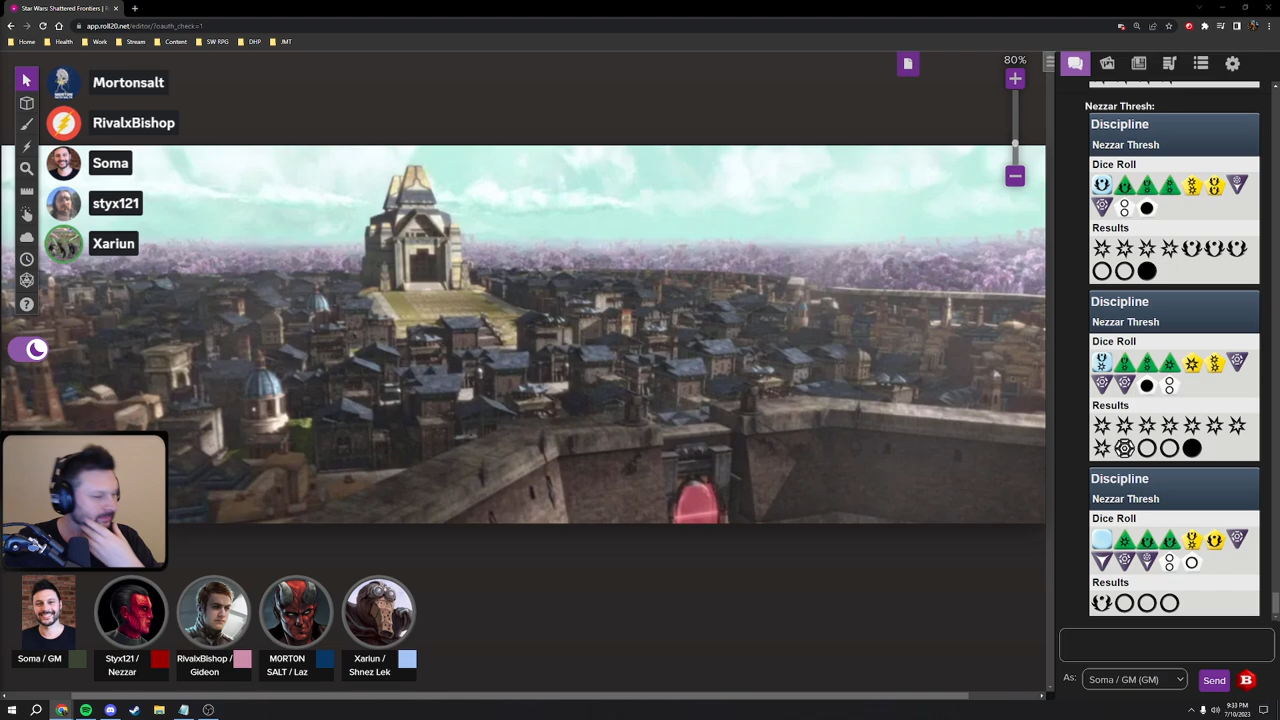 Star Wars: Shattered Frontiers |
app.roll20.net/editor/?oauth_check=1
Home
Health
Work
Stream
Content
SW RPG
DHP
JMT
Mortonsalt
RivalxBishop
Soma
styx121
Xariun
80%
Nezzar Thresh:
Discipline
Nezzar Thresh
Dice Roll
Results
Discipline
Nezzar Thresh
Dice Roll
Results
Discipline
Nezzar Thresh
Dice Roll
Results
Soma / GM
Styx121 /
Nezzar
RivalxBishop /
Gideon
M0RT0N
SALT / Laz
Xariun /
Shnez Lek
As:
Soma / GM (GM)
Send
9:33 PM
7/10/2023